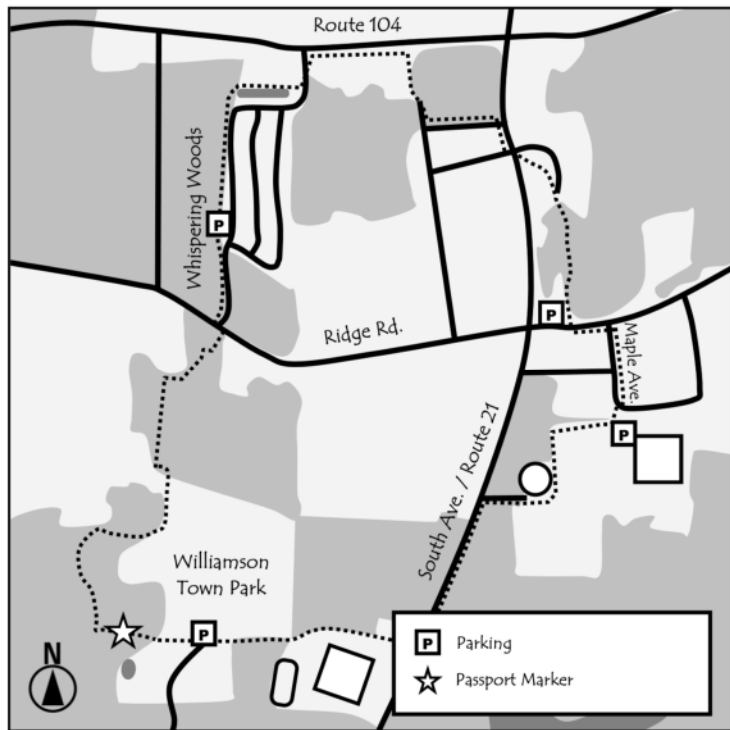 Route 104
Whispering Woods
P
Ridge Rd.
P
Maple Ave.
P
South Ave. / Route 21
Williamson
Town Park
P
N
P Parking
Passport Marker